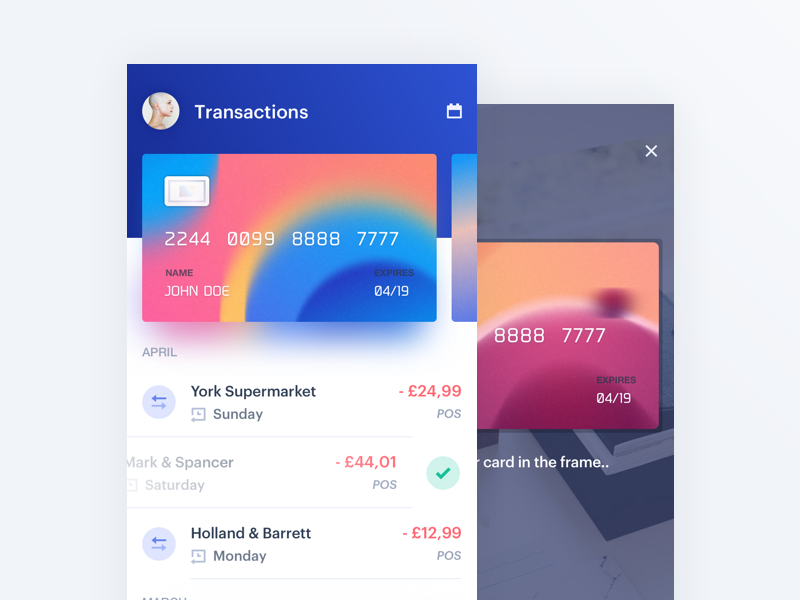 Transactions
2244 0099 8888 7777
NAME
EXPIRES
JOHN DOE
04/19
APRIL
York Supermarket
- £24,99
Sunday
POS
Mark & Spencer
- £44,01
Saturday
POS
Holland & Barrett
- £12,99
Monday
POS
8888 7777
EXPIRES
04/19
card in the frame..